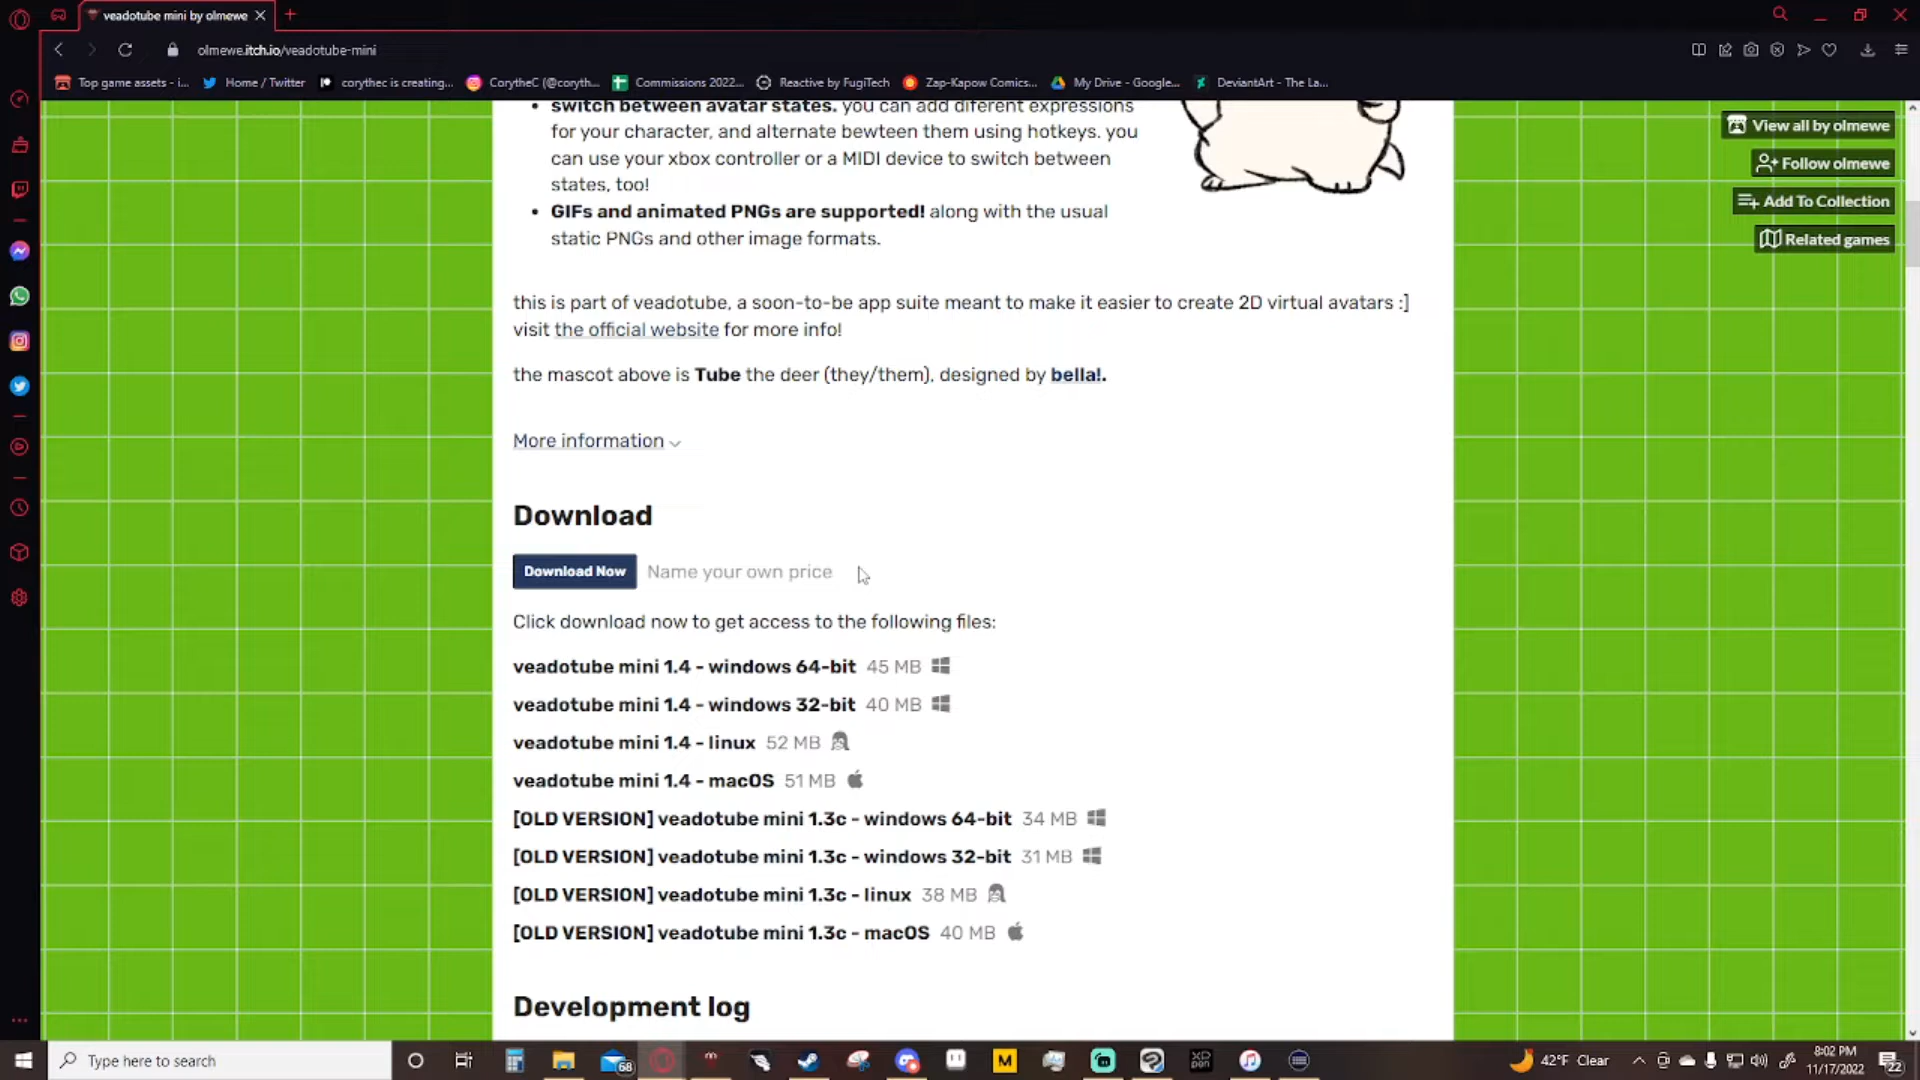 veadotube mini by olmewe
olmewe.itch.io/veadotube-mini
Top game assets - i... Home / Twitter corythec is creating... CorytheC (@coryth... Commissions 2022... Reactive by FugiTech Zap-Kapow Comics... My Drive - Google... DeviantArt - The La...
switch between avatar states. you can add diferent expressions
for your character, and alternate bewteen them using hotkeys. you
can use your xbox controller or a MIDI device to switch between
states, too!
GIFs and animated PNGs are supported! along with the usual
static PNGs and other image formats.
View all by olmewe
Follow olmewe
Add To Collection
Related games
this is part of veadotube, a soon-to-be app suite meant to make it easier to create 2D virtual avatars :]
visit the official website for more info!
the mascot above is Tube the deer (they/them), designed by bella!.
More information
Download
Download Now Name your own price
Click download now to get access to the following files:
veadotube mini 1.4 - windows 64-bit 45 MB
veadotube mini 1.4 - windows 32-bit 40 MB
veadotube mini 1.4 - linux 52 MB
veadotube mini 1.4 - macOS 51 MB
[OLD VERSION] veadotube mini 1.3c - windows 64-bit 34 MB
[OLD VERSION] veadotube mini 1.3c - windows 32-bit 31 MB
[OLD VERSION] veadotube mini 1.3c - linux 38 MB
[OLD VERSION] veadotube mini 1.3c - macOS 40 MB
Development log
Type here to search
68
M
XP
pen
42°F Clear
8:02 PM
11/17/2022
22